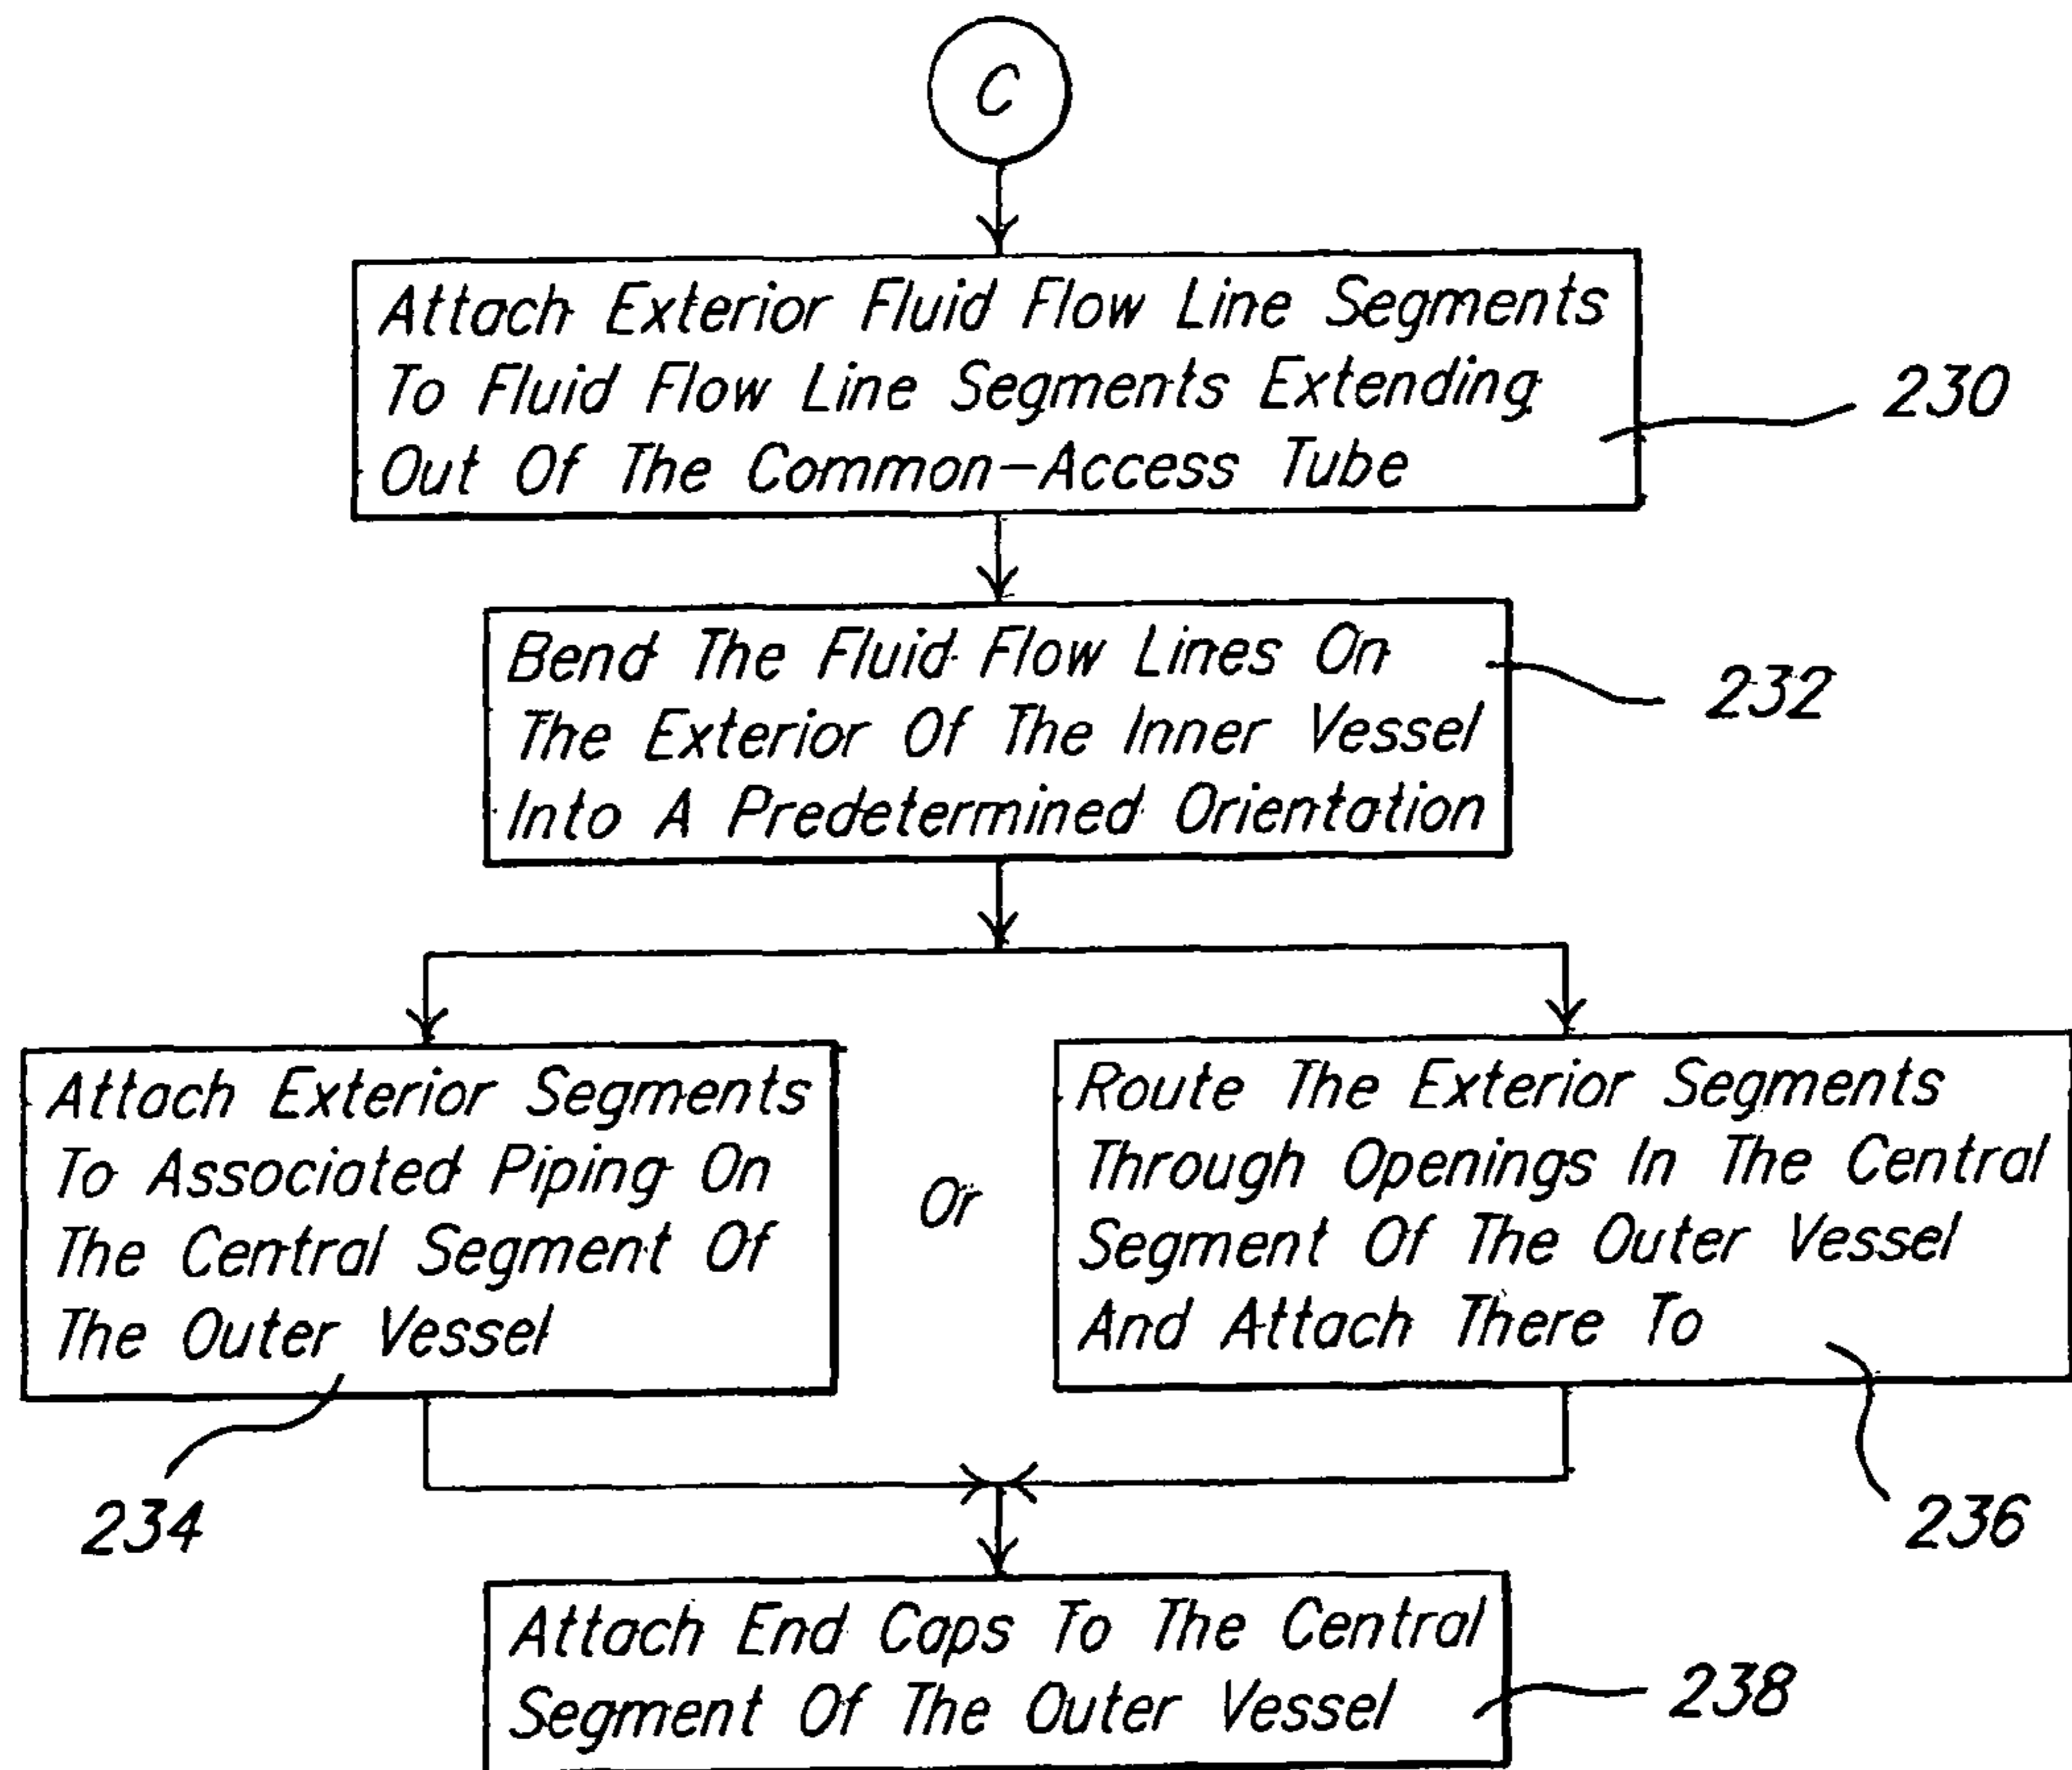 C
Attach Exterior Fluid Flow Line Segments
To Fluid Flow Line Segments Extending
Out Of The Common-Access Tube
230
Bend The Fluid Flow Lines On
The Exterior Of The Inner Vessel
Into A Predetermined Orientation
232
Attach Exterior Segments
To Associated Piping On
The Central Segment Of
The Outer Vessel
234
Or
Route The Exterior Segments
Through Openings In The Central
Segment Of The Outer Vessel
And Attach There To
236
Attach End Caps To The Central
Segment Of The Outer Vessel
238